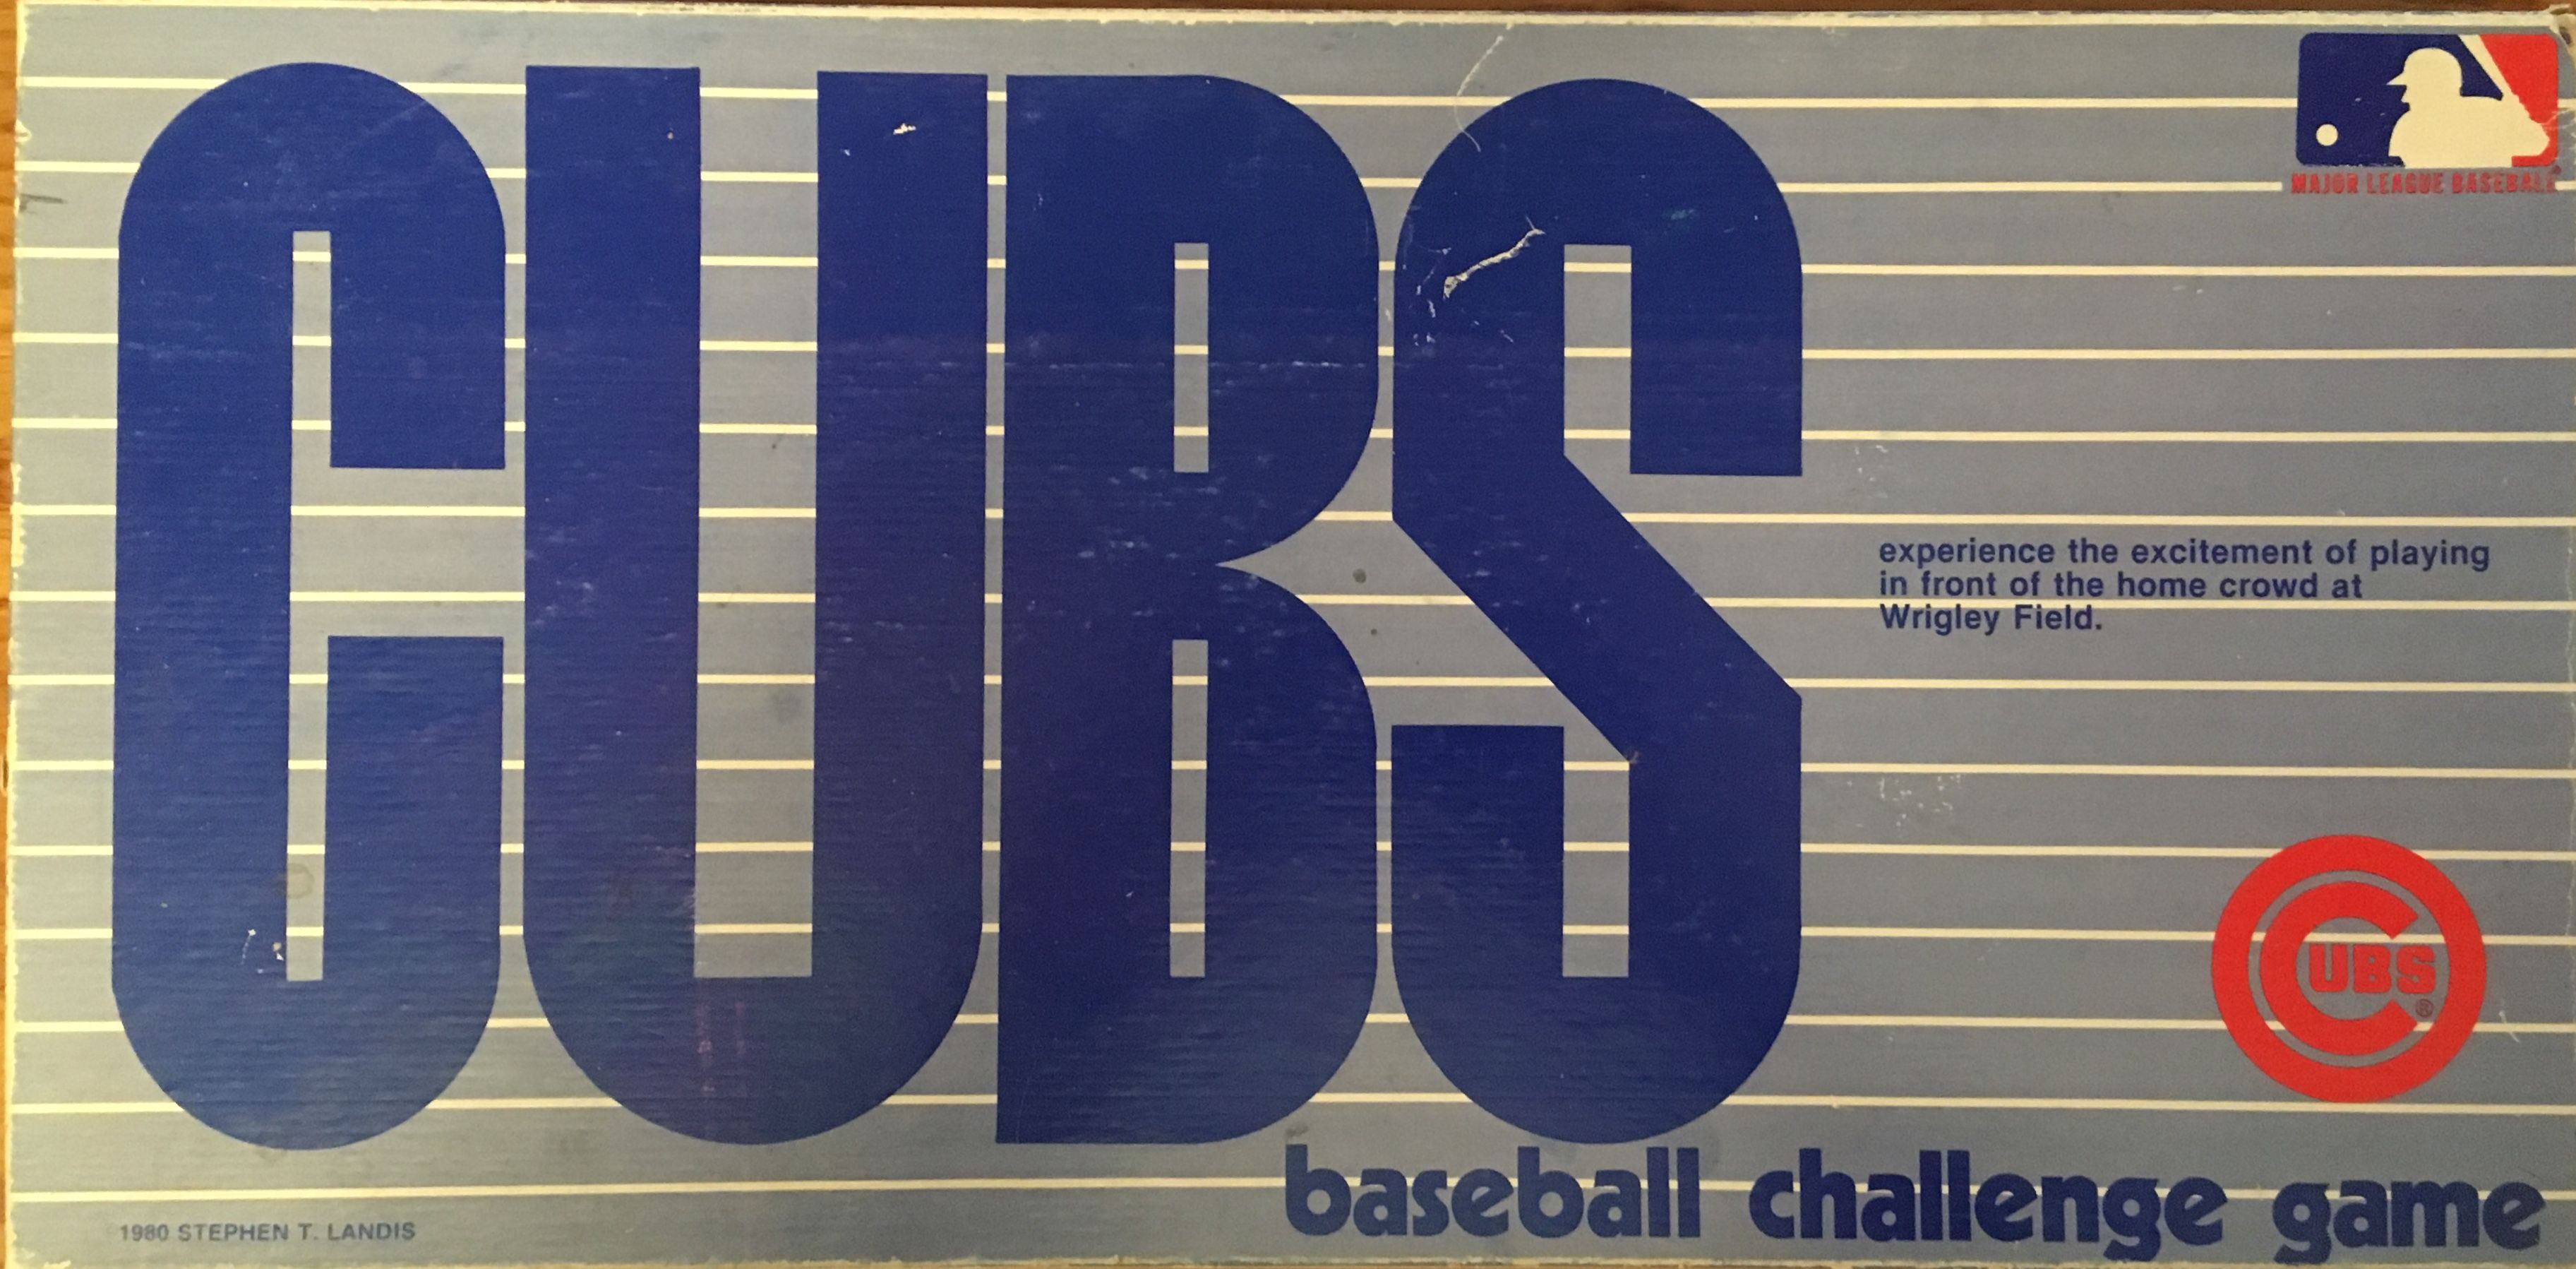 CUBS
MAJOR LEAGUE BASEBALL
experience the excitement of playing
in front of the home crowd at
Wrigley Field.
CUBS
®
baseball challenge game
1980 STEPHEN T. LANDIS